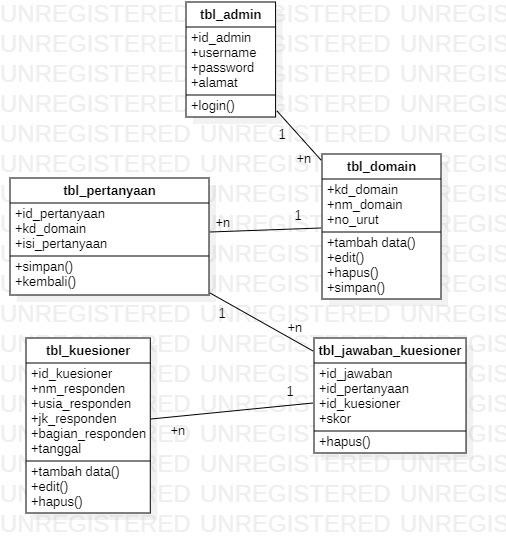 tbl_admin
+id_admin
+username
+password
+alamat
+login()
1
+n
tbl_domain
+kd_domain
+nm_domain
+no_urut
+tambah data()
+edit()
+hapus()
+simpan()
tbl_pertanyaan
+id_pertanyaan
+kd_domain
+isi_pertanyaan
+simpan()
+kembali()
+n
1
1
+n
tbl_kuesioner
+id_kuesioner
+nm_responden
+usia_responden
+jk_responden
+bagian_responden
+tanggal
+tambah data()
+edit()
+hapus()
+n
1
tbl_jawaban_kuesioner
+id_jawaban
+id_pertanyaan
+id_kuesioner
+skor
+hapus()
UNREGISTERED